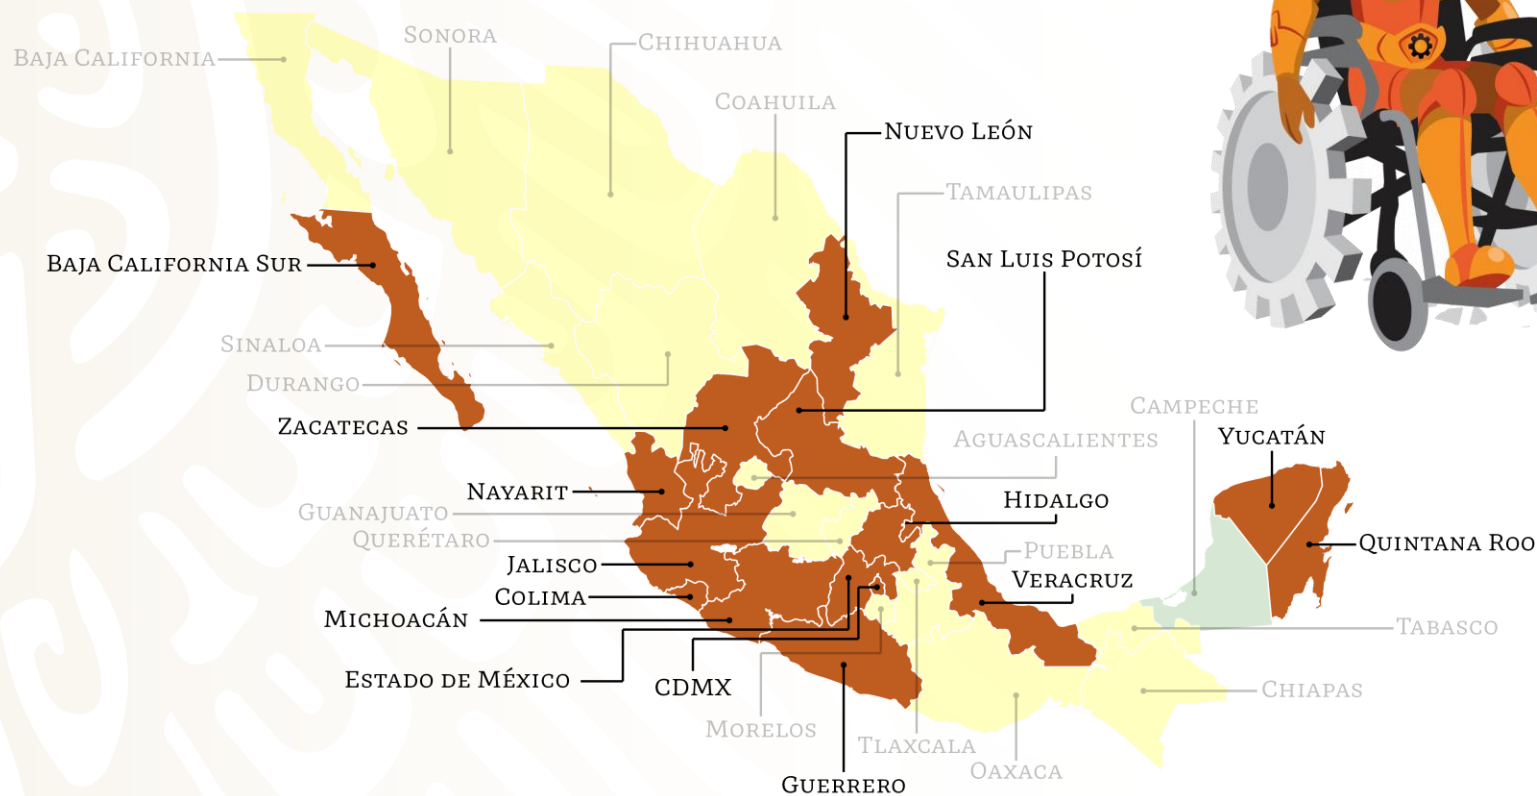 Sonora
Chihuahua
Baja California
Coahuila
Nuevo León
Tamaulipas
San Luis Potosí
Baja California Sur
Sinaloa
Durango
Campeche
Zacatecas
Yucatán
Aguascalientes
Nayarit
Hidalgo
Guanajuato
Querétaro
Quintana Roo
Puebla
Jalisco
Veracruz
Colima
Michoacán
Tabasco
Estado de México
CDMX
Chiapas
Morelos
Tlaxcala
Oaxaca
Guerrero